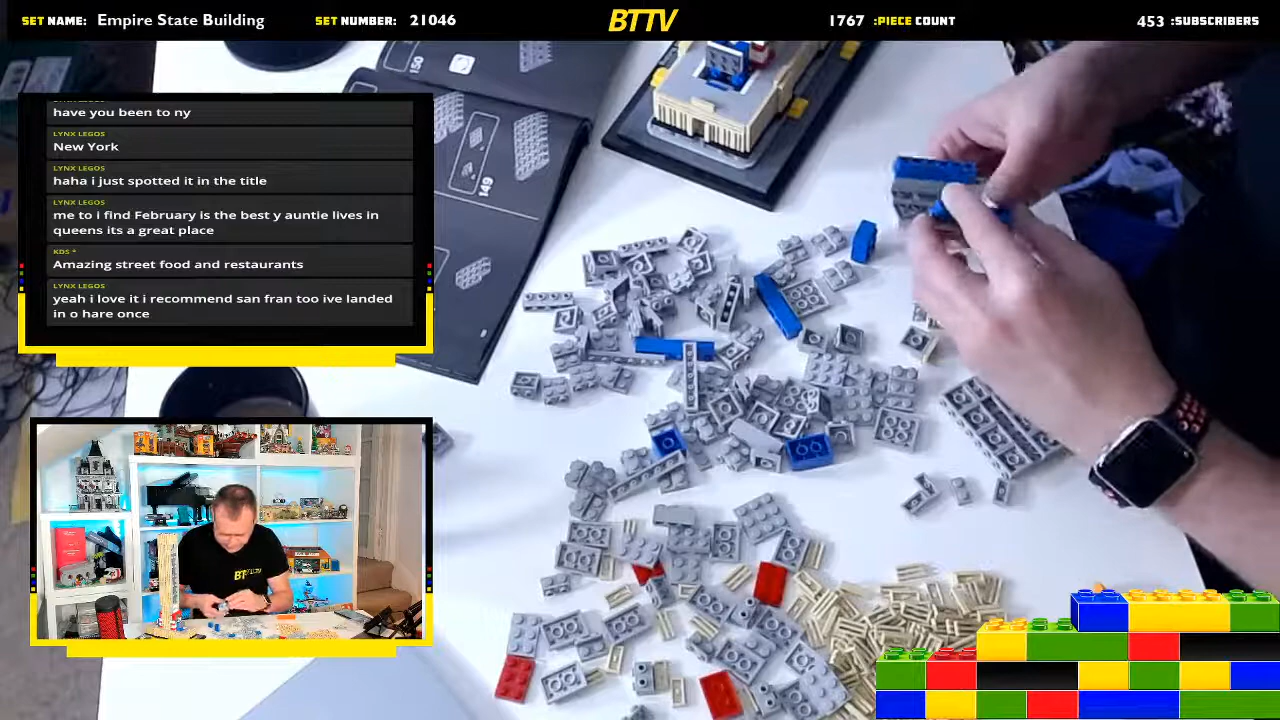 SET NAME: Empire State Building SET NUMBER: 21046 BTTV 1767 :PIECE COUNT 453 :SUBSCRIBERS
have you been to ny
LYNX LEGOS
New York
LYNX LEGOS
haha i just spotted it in the title
LYNX LEGOS
me to i find February is the best y auntie lives in
queens its a great place
KDS *
Amazing street food and restaurants
LYNX LEGOS
yeah i love it i recommend san fran too ive landed
in o hare once
150
149